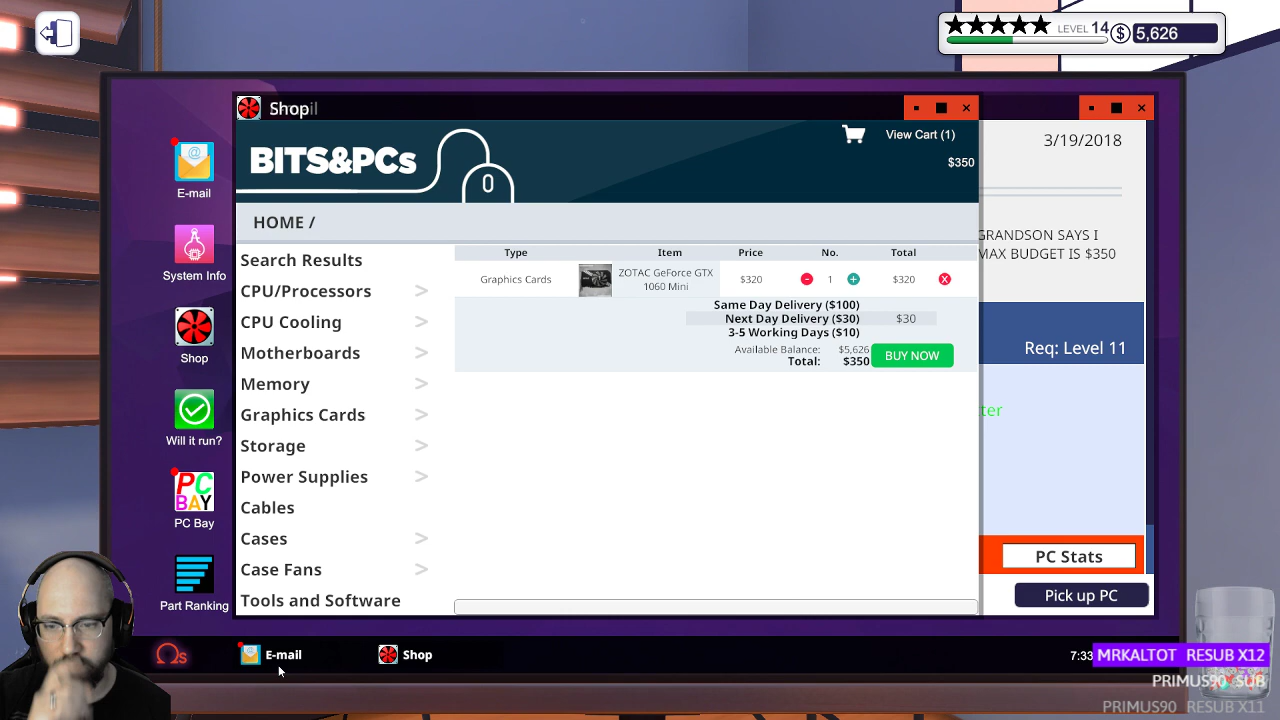 LEVEL 14
$ 5,626
Shop
BITS&PCs
View Cart (1)
$350
HOME /
Search Results
CPU/Processors >
CPU Cooling >
Motherboards >
Memory >
Graphics Cards >
Storage >
Power Supplies >
Cables
Cases >
Case Fans >
Tools and Software
Type Item Price No. Total
Graphics Cards ZOTAC GeForce GTX 1060 Mini $320 - 1 + $320 X
Same Day Delivery ($100)
Next Day Delivery ($30) $30
3-5 Working Days ($10)
Available Balance: $5,626
Total: $350
BUY NOW
3/19/2018
GRANDSON SAYS I
MAX BUDGET IS $350
Req: Level 11
PC Stats
Pick up PC
E-mail
System Info
Shop
Will it run?
PC BAY
PC Bay
Part Ranking
E-mail
Shop
7:33
MRKALTOT RESUB X12
PRIMUS90 SUB
PRIMUS90 RESUB X11